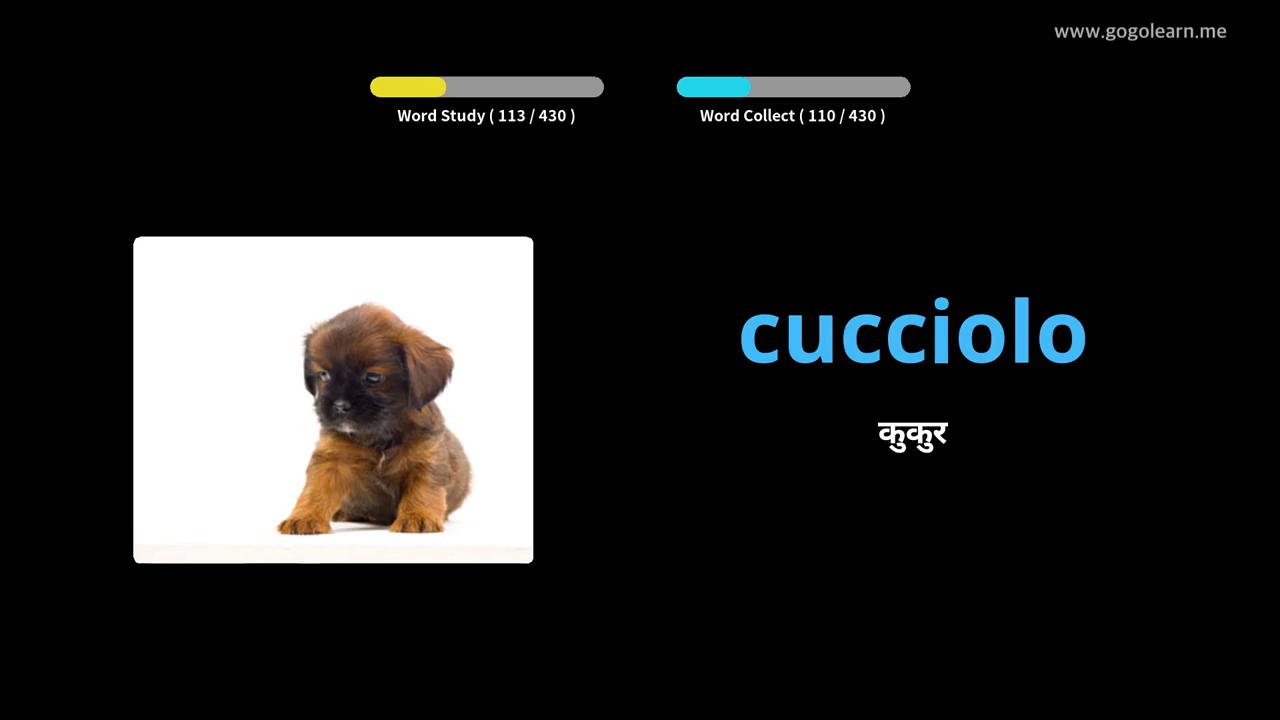 www.gogolearn.me
Word Study ( 113 / 430 )
Word Collect ( 110 / 430 )
cucciolo
कुकुर